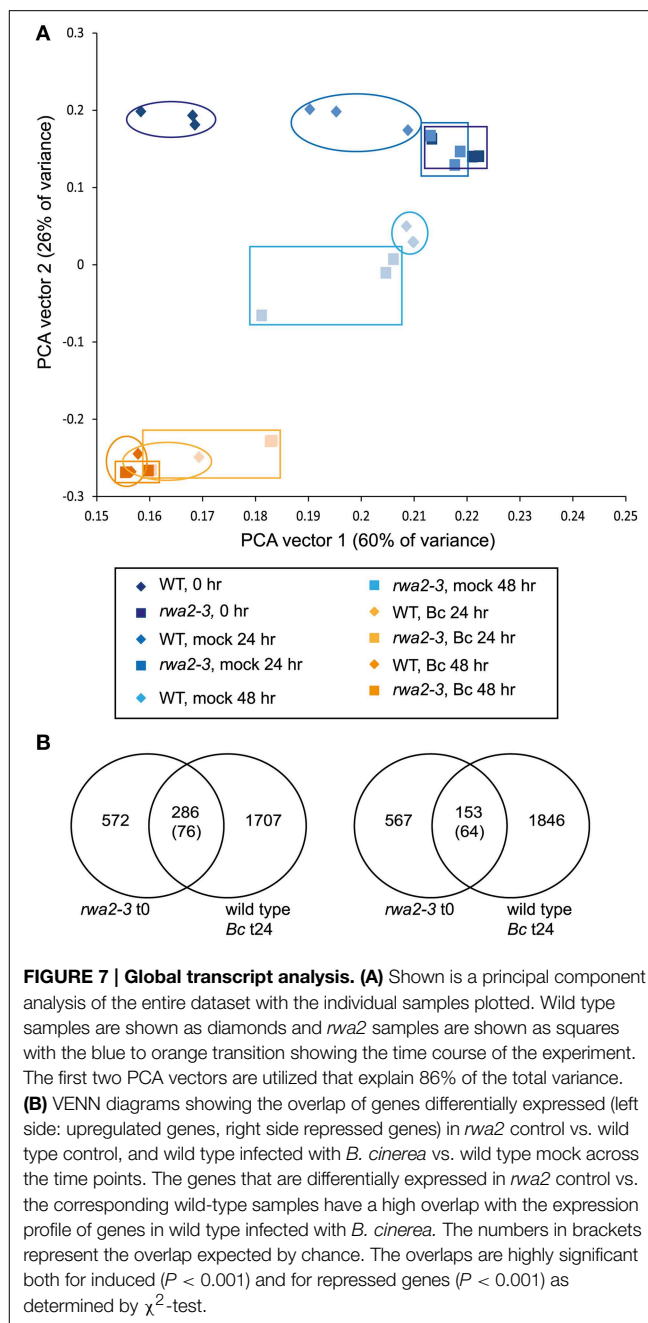 A
0.3
0.2
0.1
0
-0.1
-0.2
-0.3
PCA vector 2 (26% of variance)
0.15 0.16 0.17 0.18 0.19 0.2 0.21 0.22 0.23 0.24 0.25
PCA vector 1 (60% of variance)
WT, 0 hr
rwa2-3, 0 hr
WT, mock 24 hr
rwa2-3, mock 24 hr
WT, mock 48 hr
rwa2-3, mock 48 hr
WT, Bc 24 hr
rwa2-3, Bc 24 hr
WT, Bc 48 hr
rwa2-3, Bc 48 hr
B
572 286 (76) 1707
rwa2-3 t0 wild type Bc t24
567 153 (64) 1846
rwa2-3 t0 wild type Bc t24
FIGURE 7 | Global transcript analysis. (A) Shown is a principal component
analysis of the entire dataset with the individual samples plotted. Wild type
samples are shown as diamonds and rwa2 samples are shown as squares
with the blue to orange transition showing the time course of the experiment.
The first two PCA vectors are utilized that explain 86% of the total variance.
(B) VENN diagrams showing the overlap of genes differentially expressed (left
side: upregulated genes, right side repressed genes) in rwa2 control vs. wild
type control, and wild type infected with B. cinerea vs. wild type mock across
the time points. The genes that are differentially expressed in rwa2 control vs.
the corresponding wild-type samples have a high overlap with the expression
profile of genes in wild type infected with B. cinerea. The numbers in brackets
represent the overlap expected by chance. The overlaps are highly significant
both for induced (P < 0.001) and for repressed genes (P < 0.001) as
determined by χ²-test.